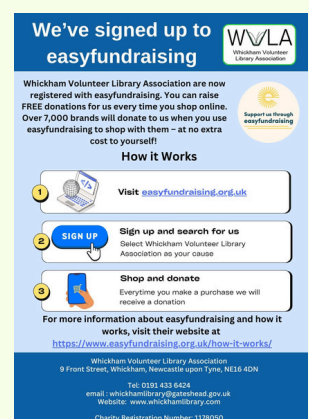 We've signed up to
easyfundraising
WVLA
Whickham Volunteer
Library Association
Whickham Volunteer Library Association are now
registered with easyfundraising. You can raise
FREE donations for us every time you shop online.
Over 7,000 brands will donate to us when you use
easyfundraising to shop with them – at no extra
cost to yourself!
Support us through
easyfundraising
How it Works
1
Visit easyfundraising.org.uk
2
SIGN UP
Sign up and search for us
Select Whickham Volunteer Library
Association as your cause
3
Shop and donate
Everytime you make a purchase we will
receive a donation
For more information about easyfundraising and how it
works, visit their website at
https://www.easyfundraising.org.uk/how-it-works/
Whickham Volunteer Library Association
9 Front Street, Whickham, Newcastle upon Tyne, NE16 4DN
Tel: 0191 433 6424
email : whickhamlibrary@gateshead.gov.uk
Website: www.whickhamlibrary.com
Charity Registration Number: 1178050